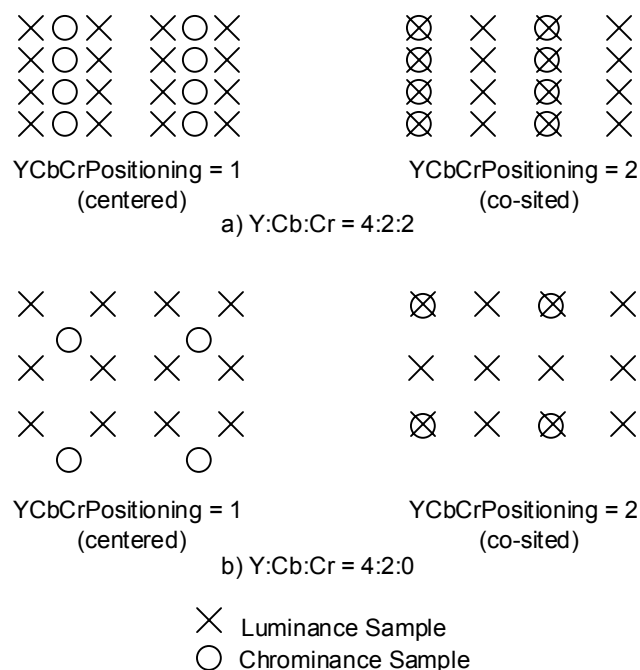 YCbCrPositioning = 1
(centered)
YCbCrPositioning = 2
(co-sited)
a) Y:Cb:Cr = 4:2:2
YCbCrPositioning = 1
(centered)
YCbCrPositioning = 2
(co-sited)
b) Y:Cb:Cr = 4:2:0
Luminance Sample
Chrominance Sample